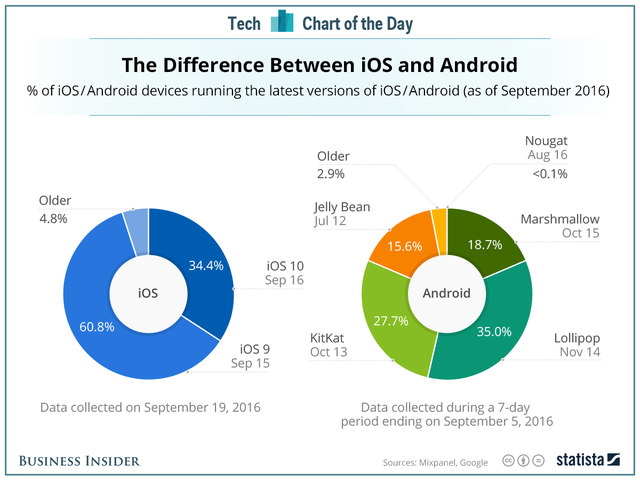 Tech Chart of the Day
The Difference Between iOS and Android
% of iOS/Android devices running the latest versions of iOS/Android (as of September 2016)
Older
4.8%
34.4%
iOS 10
Sep 16
iOS
60.8%
iOS 9
Sep 15
Data collected on September 19, 2016
Nougat
Aug 16
<0.1%
Older
2.9%
Jelly Bean
Jul 12
15.6%
18.7%
Marshmallow
Oct 15
Android
27.7%
35.0%
KitKat
Oct 13
Lollipop
Nov 14
Data collected during a 7-day
period ending on September 5, 2016
BUSINESS INSIDER
Sources: Mixpanel, Google
cc
statista